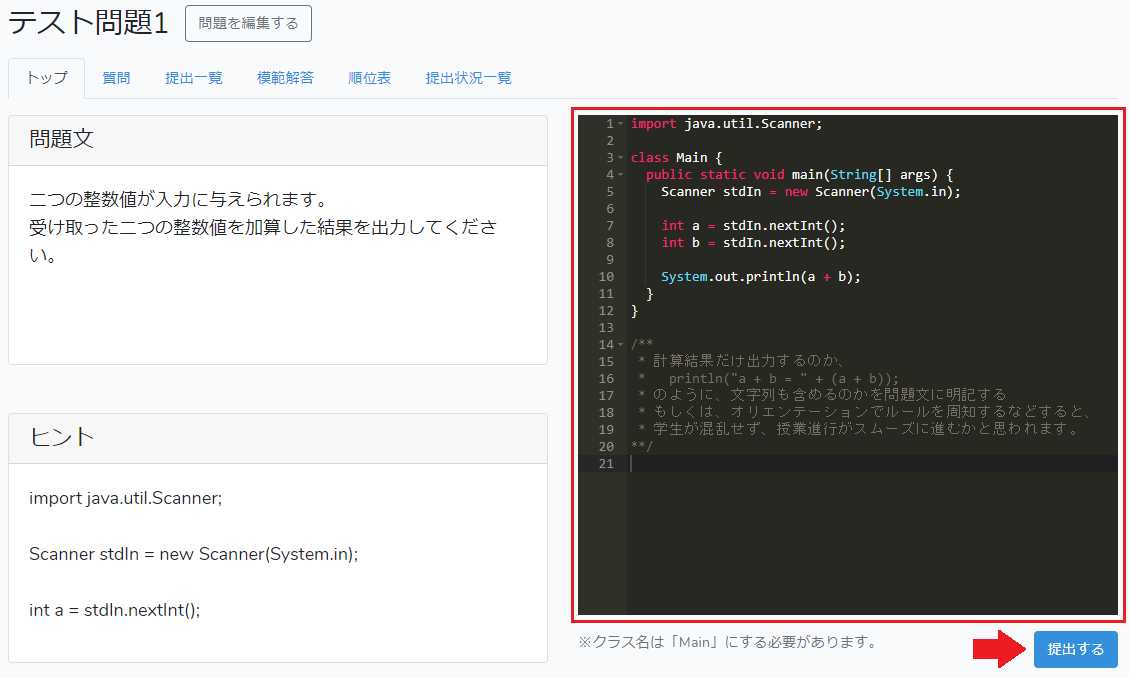 テスト問題1 問題を編集する
トップ 質問 提出一覧 模範解答 順位表 提出状況一覧
問題文
二つの整数値が入力に与えられます。
受け取った二つの整数値を加算した結果を出力してくださ
い。
ヒント
import java.util.Scanner;
Scanner stdIn = new Scanner(System.in);
int a = stdIn.nextInt();
1 import java.util.Scanner;
2
3 class Main {
4 public static void main(String[] args) {
5 Scanner stdIn = new Scanner(System.in);
6
7 int a = stdIn.nextInt();
8 int b = stdIn.nextInt();
9
10 System.out.println(a + b);
11 }
12 }
13
14 /**
15 * 計算結果だけ出力するのか、
16 * println("a + b = " + (a + b));
17 * のように、文字列も含めるのかを問題文に明記する
18 * もしくは、オリエンテーションでルールを周知するなどすると、
19 * 学生が混乱せず、授業進行がスムーズに進むかと思われます。
20 **/
21
※クラス名は「Main」にする必要があります。
提出する